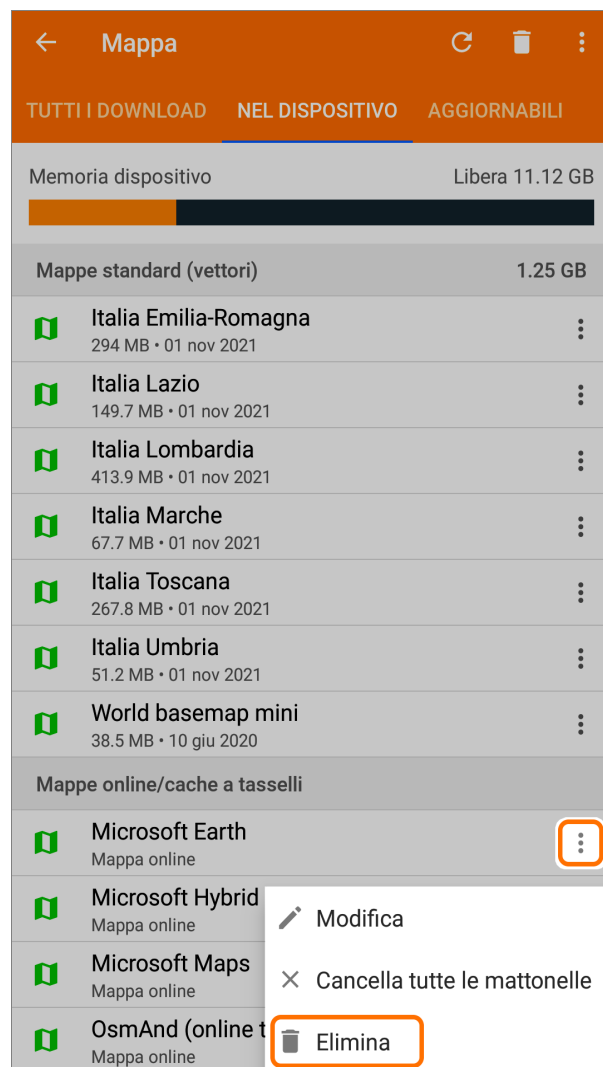 Mappa
TUTTI I DOWNLOAD NEL DISPOSITIVO AGGIORNABILI
Memoria dispositivo Libera 11.12 GB
Mappe standard (vettori) 1.25 GB
Italia Emilia-Romagna
294 MB • 01 nov 2021
Italia Lazio
149.7 MB • 01 nov 2021
Italia Lombardia
413.9 MB • 01 nov 2021
Italia Marche
67.7 MB • 01 nov 2021
Italia Toscana
267.8 MB • 01 nov 2021
Italia Umbria
51.2 MB • 01 nov 2021
World basemap mini
38.5 MB • 10 giu 2020
Mappe online/cache a tasselli
Microsoft Earth
Mappa online
Microsoft Hybrid
Mappa online
Modifica
Microsoft Maps
Mappa online
Cancella tutte le mattonelle
OsmAnd (online t
Mappa online
Elimina